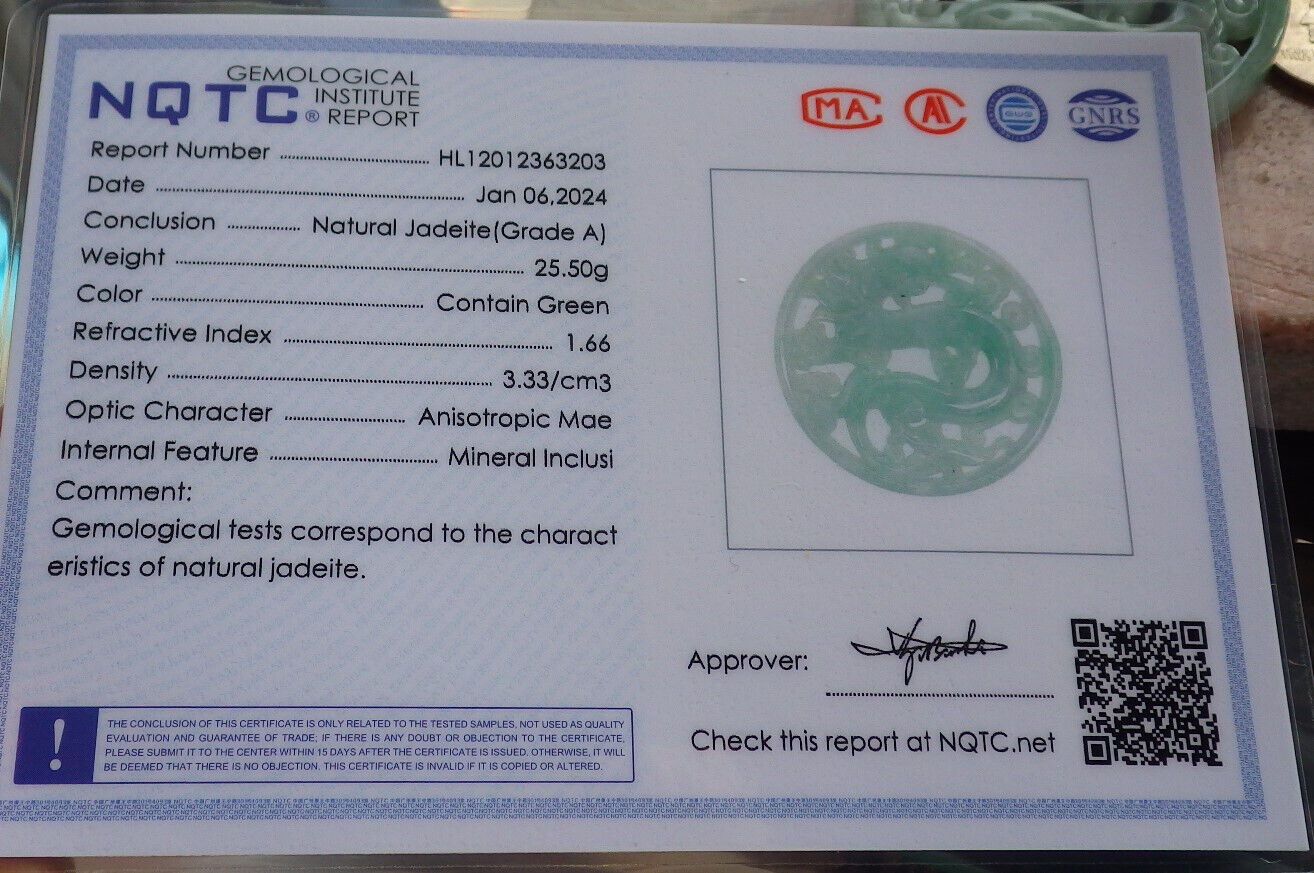 GEMOLOGICAL
NQTC® INSTITUTE
REPORT
MA
GNRS
Report Number ........................ HL12012363203
Date ........................ Jan 06,2024
Conclusion ........................ Natural Jadeite(Grade A)
Weight ........................ 25.50g
Color ........................ Contain Green
Refractive Index ........................ 1.66
Density ........................ 3.33/cm3
Optic Character ........................ Anisotropic Mae
Internal Feature ........................ Mineral Inclusi
Comment:
Gemological tests correspond to the charact
eristics of natural jadeite.
Approver:
Check this report at NQTC.net
!
THE CONCLUSION OF THIS CERTIFICATE IS ONLY RELATED TO THE TESTED SAMPLES, NOT USED AS QUALITY
EVALUATION AND GUARANTEE OF TRADE; IF THERE IS ANY DOUBT OR OBJECTION TO THE CERTIFICATE,
PLEASE SUBMIT IT TO THE CENTER WITHIN 15 DAYS AFTER THE CERTIFICATE IS ISSUED. OTHERWISE, IT WILL
BE DEEMED THAT THERE IS NO OBJECTION. THIS CERTIFICATE IS INVALID IF IT IS COPIED OR ALTERED.